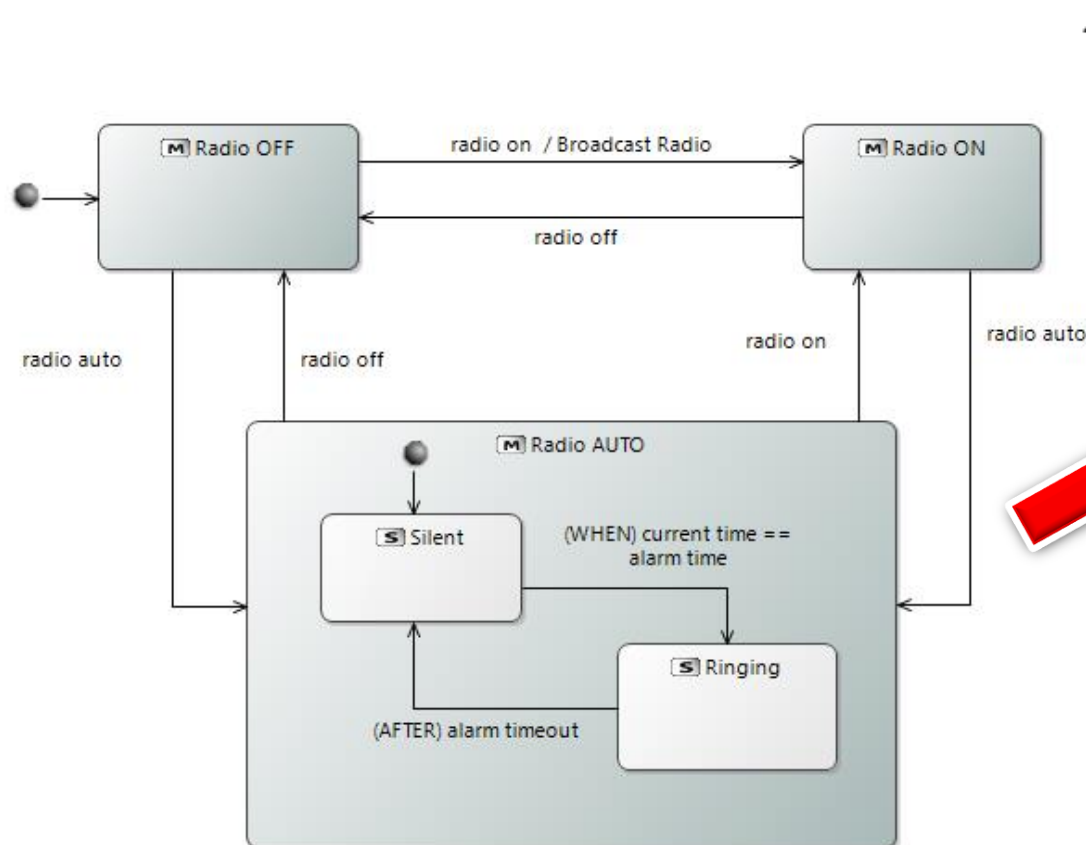 M Radio OFF
radio on / Broadcast Radio
M Radio ON
radio off
radio auto
radio off
radio on
radio auto
M Radio AUTO
S Silent
(WHEN) current time ==
alarm time
S Ringing
(AFTER) alarm timeout